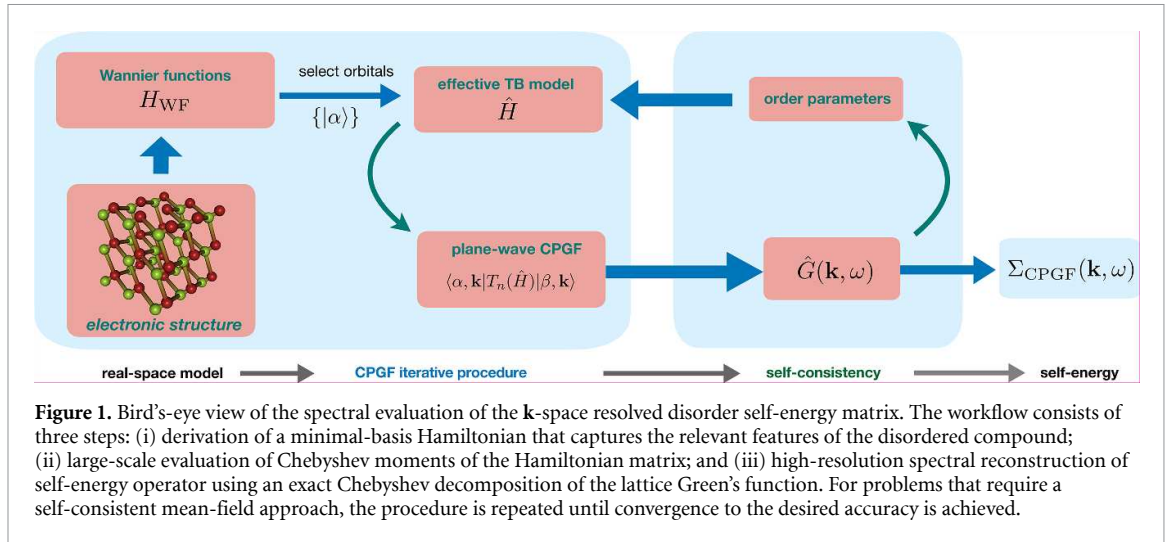 Wannier functions
H_WF
select orbitals
{|α⟩}
effective TB model
Ĥ
order parameters
electronic structure
plane-wave CPGF
⟨α, k|T_n(Ĥ)|β, k⟩
Ĝ(k, ω)
Σ_CPGF(k, ω)
real-space model
CPGF iterative procedure
self-consistency
self-energy
Figure 1. Bird's-eye view of the spectral evaluation of the k-space resolved disorder self-energy matrix. The workflow consists of
three steps: (i) derivation of a minimal-basis Hamiltonian that captures the relevant features of the disordered compound;
(ii) large-scale evaluation of Chebyshev moments of the Hamiltonian matrix; and (iii) high-resolution spectral reconstruction of
self-energy operator using an exact Chebyshev decomposition of the lattice Green's function. For problems that require a
self-consistent mean-field approach, the procedure is repeated until convergence to the desired accuracy is achieved.